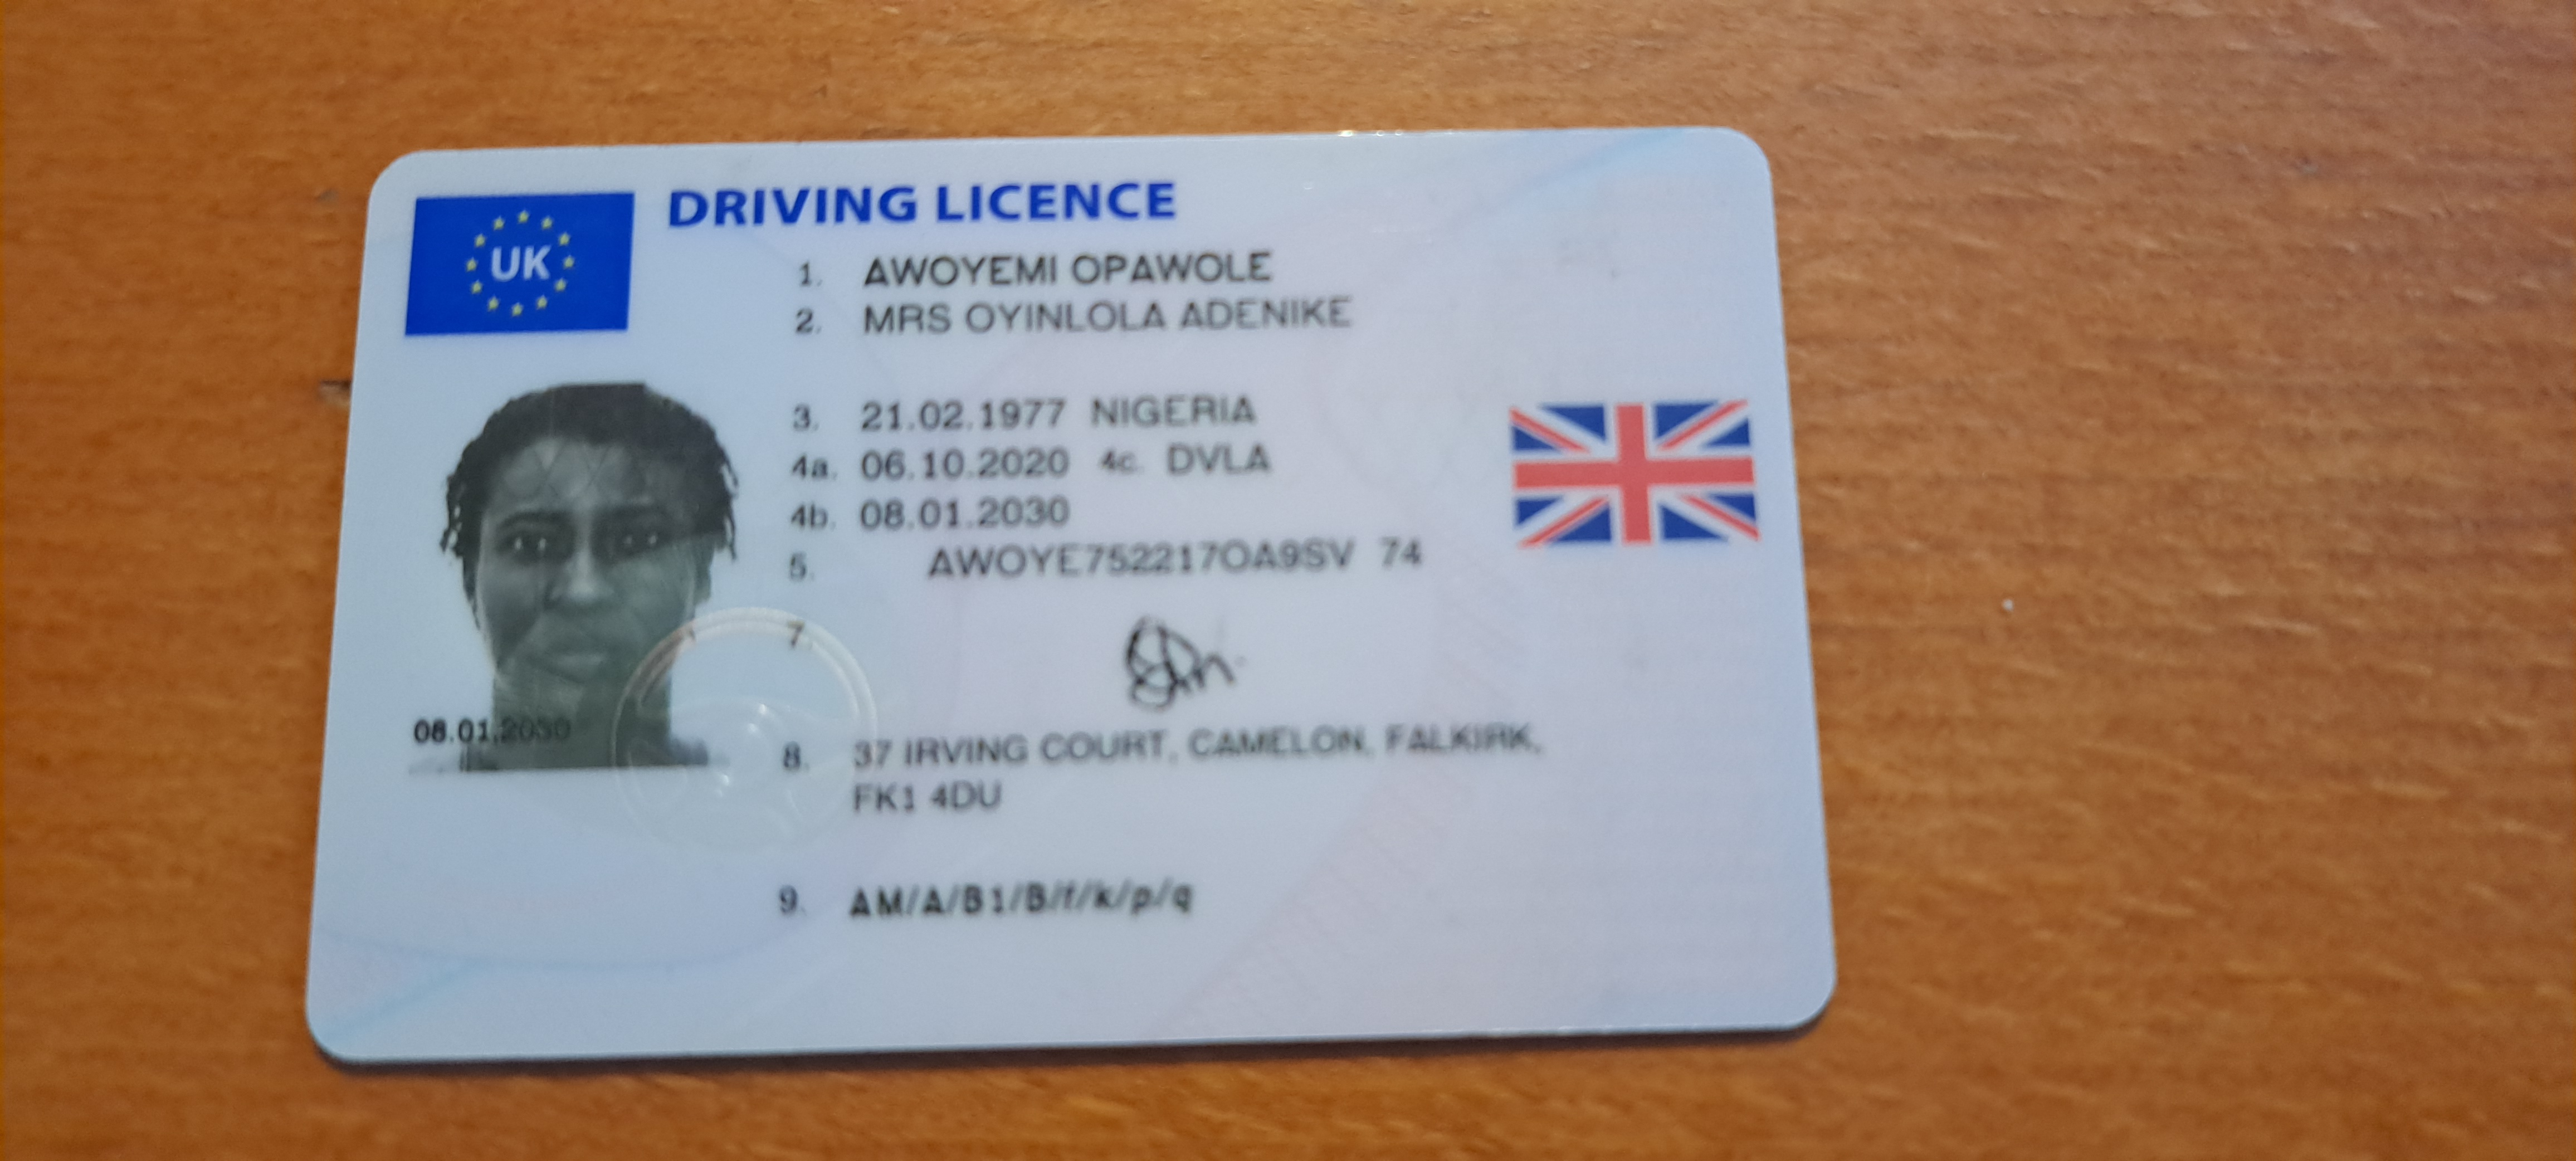 DRIVING LICENCE
UK
1. AWOYEMI OPAWOLE
2. MRS OYINLOLA ADENIKE
3. 21.02.1977 NIGERIA
4a. 06.10.2020 4c. DVLA
4b. 08.01.2030
5. AWOYE752217OA9SV 74
7.
08.01.2030
8. 37 IRVING COURT, CAMELON, FALKIRK,
FK1 4DU
9. AM/A/B1/B/f/k/p/q